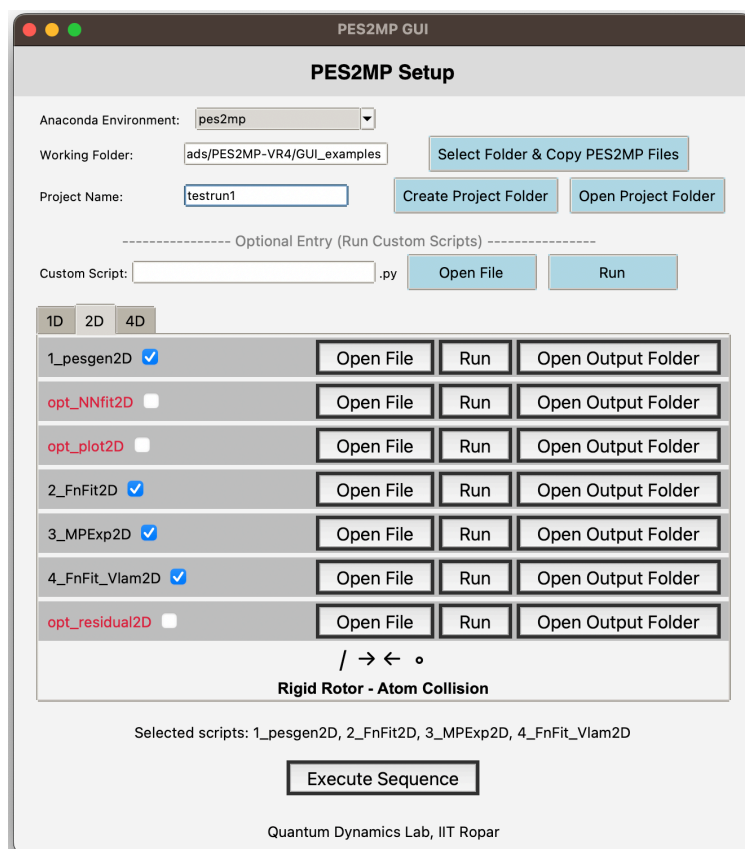 PES2MP GUI
PES2MP Setup
Anaconda Environment: pes2mp
Working Folder: ads/PES2MP-VR4/GUI_examples Select Folder & Copy PES2MP Files
Project Name: testrun1 Create Project Folder Open Project Folder
---------------- Optional Entry (Run Custom Scripts) ----------------
Custom Script: .py Open File Run
1D 2D 4D
1_pesgen2D Open File Run Open Output Folder
opt_NNfit2D Open File Run Open Output Folder
opt_plot2D Open File Run Open Output Folder
2_FnFit2D Open File Run Open Output Folder
3_MPExp2D Open File Run Open Output Folder
4_FnFit_Vlam2D Open File Run Open Output Folder
opt_residual2D Open File Run Open Output Folder
/ → ← ∘
Rigid Rotor - Atom Collision
Selected scripts: 1_pesgen2D, 2_FnFit2D, 3_MPExp2D, 4_FnFit_Vlam2D
Execute Sequence
Quantum Dynamics Lab, IIT Ropar